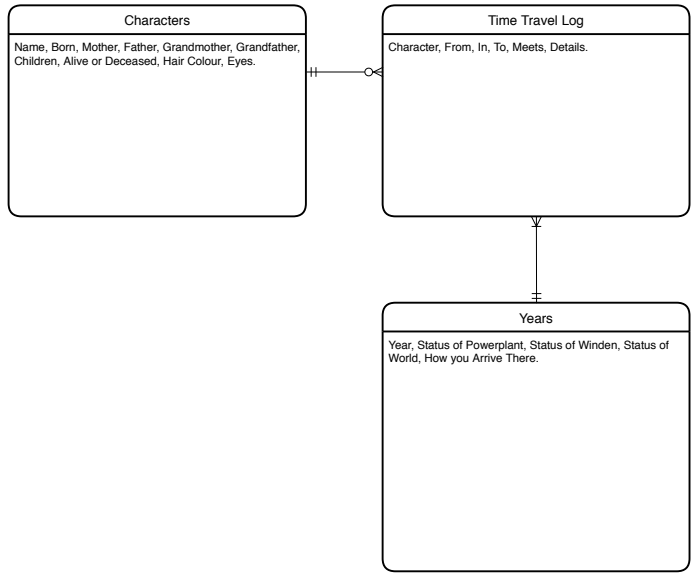 Characters
Name, Born, Mother, Father, Grandmother, Grandfather,
Children, Alive or Deceased, Hair Colour, Eyes.
Time Travel Log
Character, From, In, To, Meets, Details.
Years
Year, Status of Powerplant, Status of Winden, Status of
World, How you Arrive There.